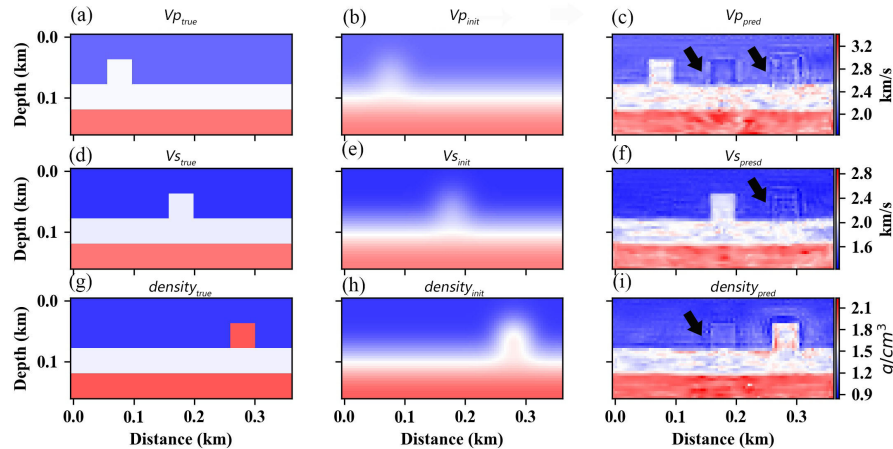 (a) Vp_true (b) Vp_init (c) Vp_pred
0.0
0.1
Depth (km)
3.2
2.8
2.4
2.0
km/s
(d) Vs_true (e) Vs_init (f) Vs_presd
0.0
0.1
Depth (km)
2.8
2.4
2.0
1.6
km/s
(g) density_true (h) density_init (i) density_pred
0.0
0.1
Depth (km)
2.1
1.8
1.5
1.2
0.9
g/cm³
0.0 0.1 0.2 0.3 0.0 0.1 0.2 0.3 0.0 0.1 0.2 0.3
Distance (km) Distance (km) Distance (km)